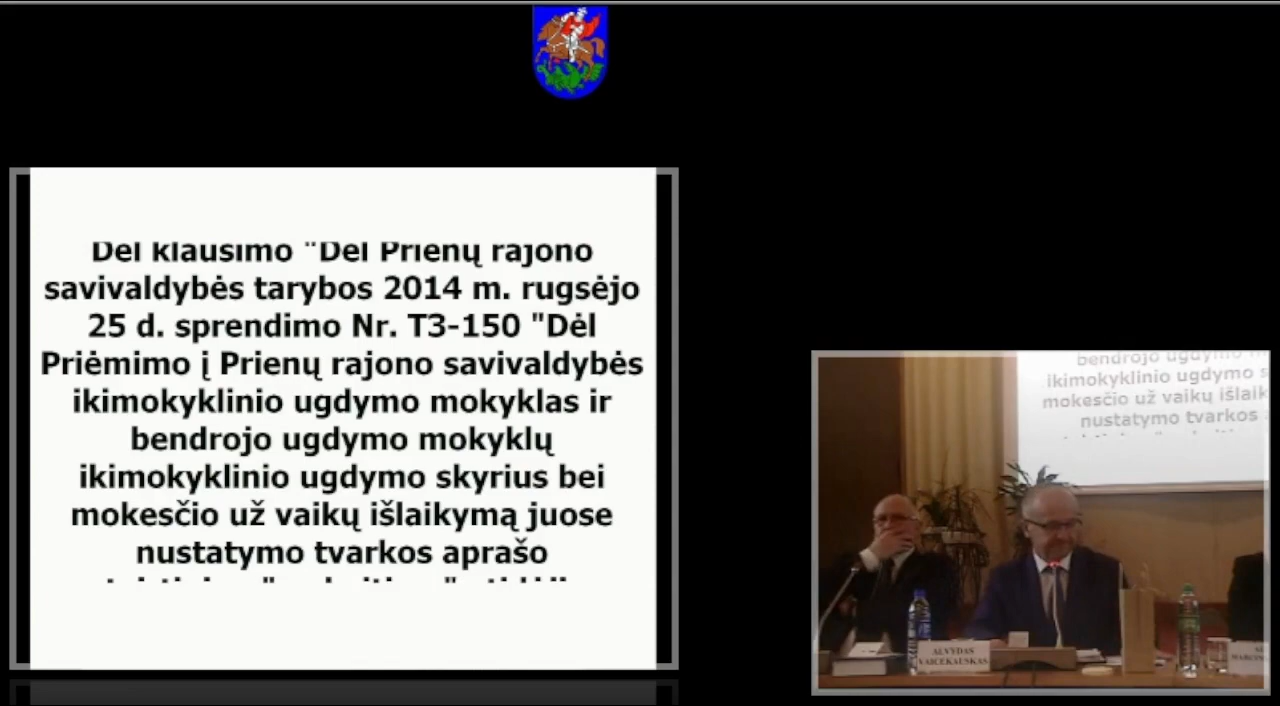 Dėl klausimo "Dėl Prienų rajono
savivaldybės tarybos 2014 m. rugsėjo
25 d. sprendimo Nr. T3-150 "Dėl
Priėmimo į Prienų rajono savivaldybės
ikimokyklinio ugdymo mokyklas ir
bendrojo ugdymo mokyklų
ikimokyklinio ugdymo skyrius bei
mokesčio už vaikų išlaikymą juose
nustatymo tvarkos aprašo
bendrojo ugdymo
ikimokyklinio ugdymo
mokesčio už vaikų
nustatymo tvarkos
ALVYDAS
VAICEKAUSKAS